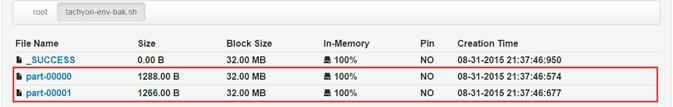 root tachyon-env-bak.sh
File Name Size Block Size In-Memory Pin Creation Time
_SUCCESS 0.00 B 32.00 MB 100% NO 08-31-2015 21:37:46:950
part-00000 1288.00 B 32.00 MB 100% NO 08-31-2015 21:37:46:574
part-00001 1266.00 B 32.00 MB 100% NO 08-31-2015 21:37:46:677